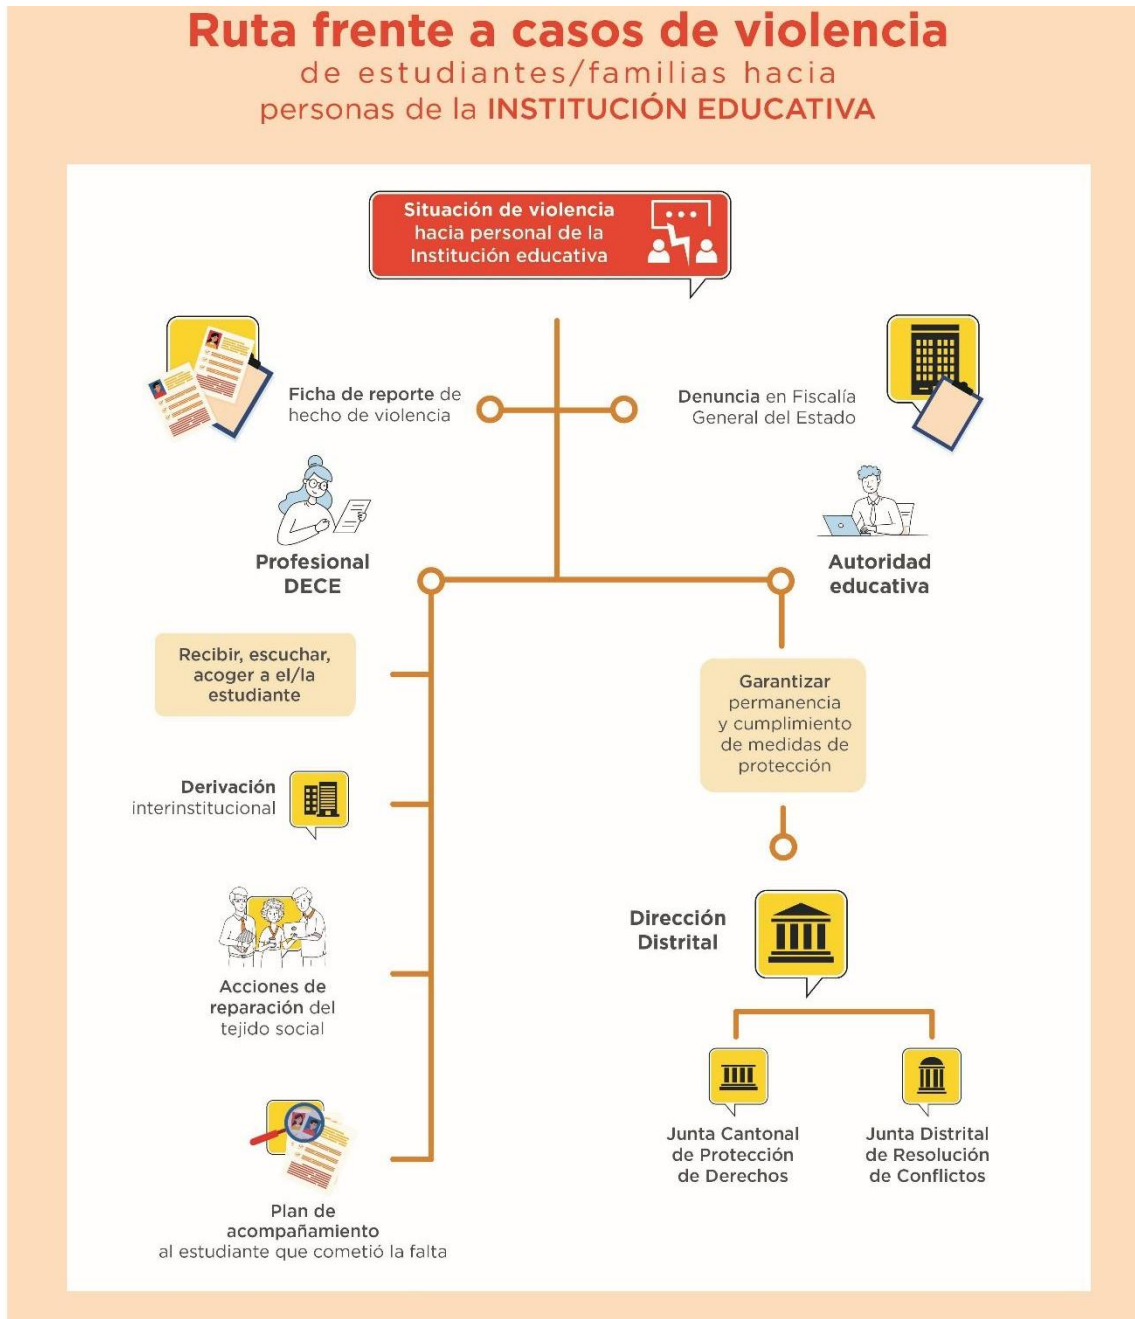 Ruta frente a casos de violencia
de estudiantes/familias hacia
personas de la INSTITUCIÓN EDUCATIVA
Situación de violencia
hacia personal de la
Institución educativa
Ficha de reporte de
hecho de violencia
Denuncia en Fiscalía
General del Estado
Profesional
DECE
Autoridad
educativa
Recibir, escuchar,
acoger a el/la
estudiante
Garantizar
permanencia
y cumplimiento
de medidas de
protección
Derivación
interinstitucional
Acciones de
reparación del
tejido social
Dirección
Distrital
Junta Cantonal
de Protección
de Derechos
Junta Distrital
de Resolución
de Conflictos
Plan de
acompañamiento
al estudiante que cometió la falta